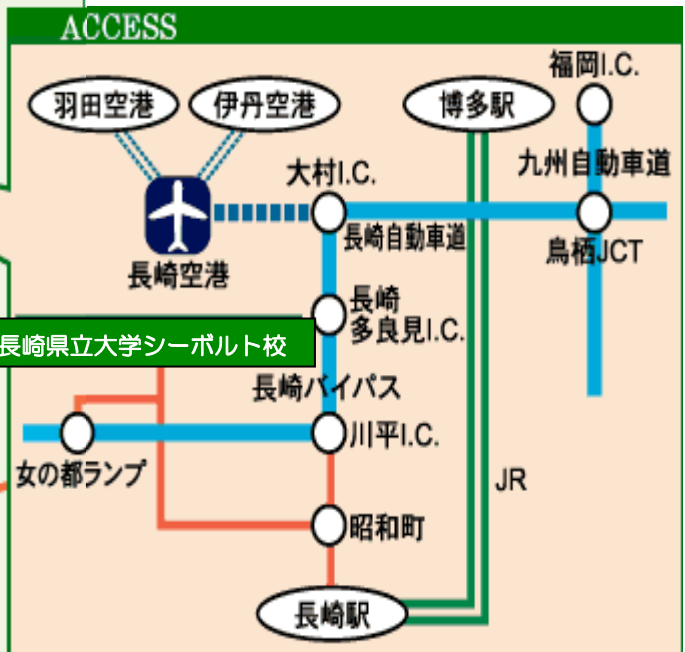 ACCESS
福岡I.C.
羽田空港
伊丹空港
博多駅
九州自動車道
大村I.C.
長崎自動車道
鳥栖JCT
長崎空港
長崎
多良見I.C.
長崎県立大学シーボルト校
長崎バイパス
川平I.C.
女の都ランプ
JR
昭和町
長崎駅